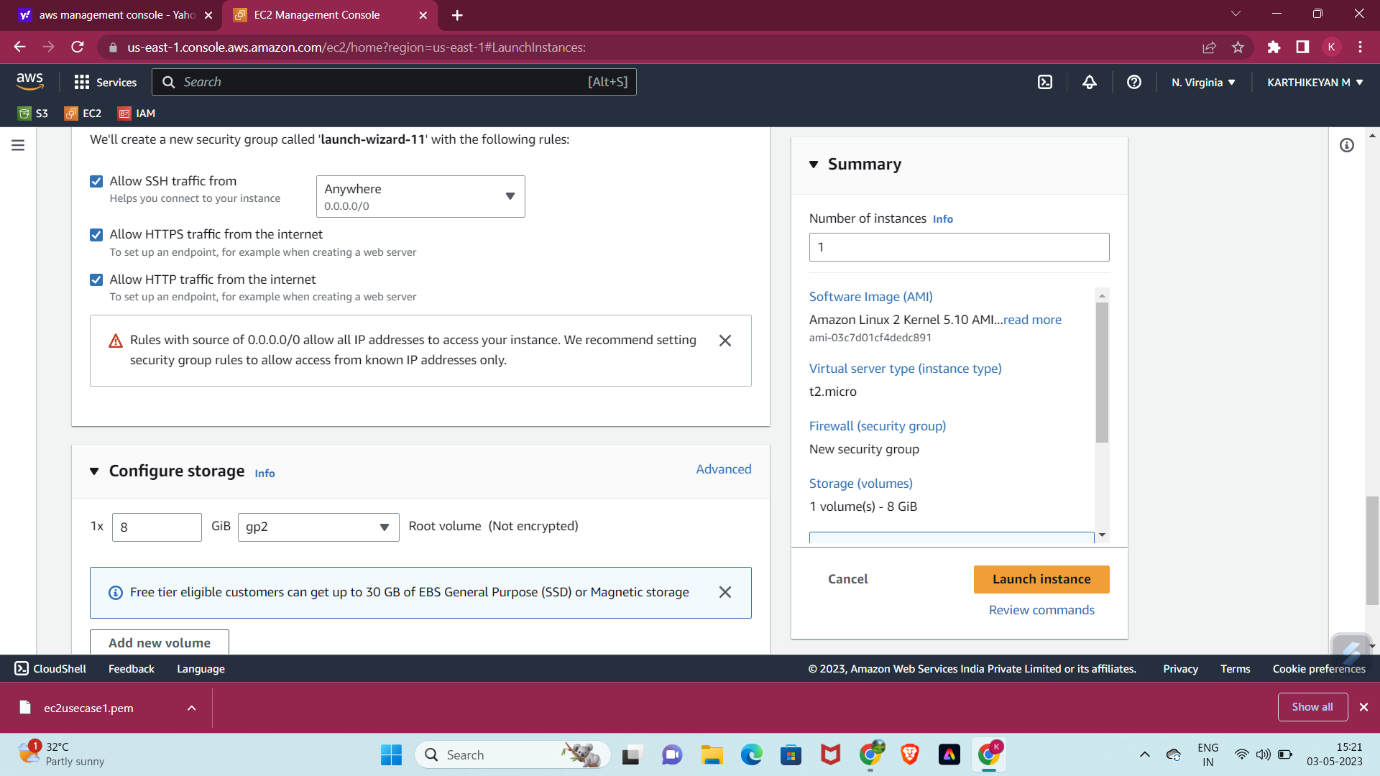 aws management console - Yaho
EC2 Management Console
us-east-1.console.aws.amazon.com/ec2/home?region=us-east-1#LaunchInstances:
K
aws
Services
Search
[Alt+S]
N. Virginia
KARTHIKEYAN M
S3
EC2
IAM
We'll create a new security group called 'launch-wizard-11' with the following rules:
Allow SSH traffic from
Helps you connect to your instance
Anywhere
0.0.0.0/0
Allow HTTPS traffic from the internet
To set up an endpoint, for example when creating a web server
Allow HTTP traffic from the internet
To set up an endpoint, for example when creating a web server
Rules with source of 0.0.0.0/0 allow all IP addresses to access your instance. We recommend setting
security group rules to allow access from known IP addresses only.
Configure storage Info
Advanced
1x 8 GiB gp2 Root volume (Not encrypted)
Free tier eligible customers can get up to 30 GB of EBS General Purpose (SSD) or Magnetic storage
Add new volume
Summary
Number of instances Info
1
Software Image (AMI)
Amazon Linux 2 Kernel 5.10 AMI...read more
ami-03c7d01cf4dedc891
Virtual server type (instance type)
t2.micro
Firewall (security group)
New security group
Storage (volumes)
1 volume(s) - 8 GiB
Cancel
Launch instance
Review commands
CloudShell
Feedback
Language
© 2023, Amazon Web Services India Private Limited or its affiliates.
Privacy
Terms
Cookie preferences
ec2usecase1.pem
Show all
1
32°C
Partly sunny
Search
K
ENG
IN
15:21
03-05-2023